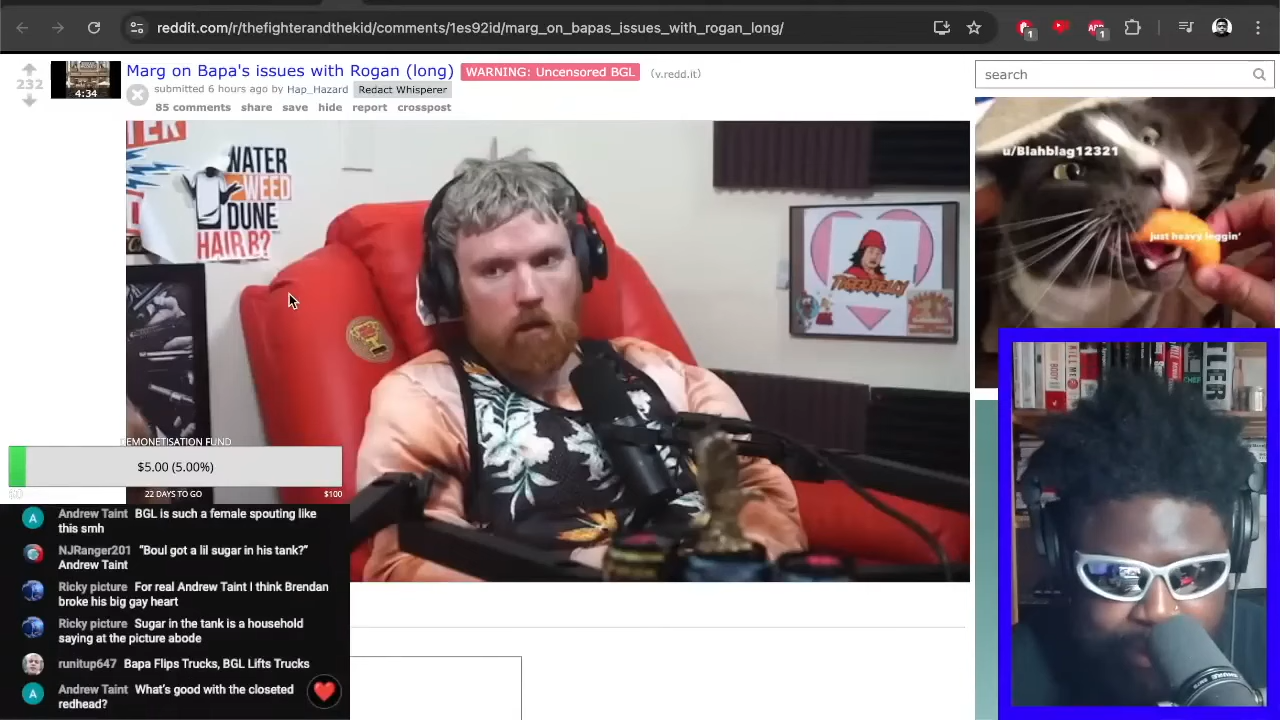 reddit.com/r/thefighterandthekid/comments/1es92id/marg_on_bapas_issues_with_rogan_long/
1
1
232
4:34
Marg on Bapa's issues with Rogan (long) WARNING: Uncensored BGL (v.redd.it)
submitted 6 hours ago by Hap_Hazard Redact Whisperer
85 comments share save hide report crosspost
search
u/Blahblag12321
just heavy leggin'
WATER
WEED
DUNE
HAIR B?
TIGERBELLY
EMONETISATION FUND
$5.00 (5.00%)
22 DAYS TO GO
$100
Andrew Taint BGL is such a female spouting like
this smh
NJRanger201 “Boul got a lil sugar in his tank?”
Andrew Taint
Ricky picture For real Andrew Taint I think Brendan
broke his big gay heart
Ricky picture Sugar in the tank is a household
saying at the picture abode
runitup647 Bapa Flips Trucks, BGL Lifts Trucks
Andrew Taint What's good with the closeted
redhead?